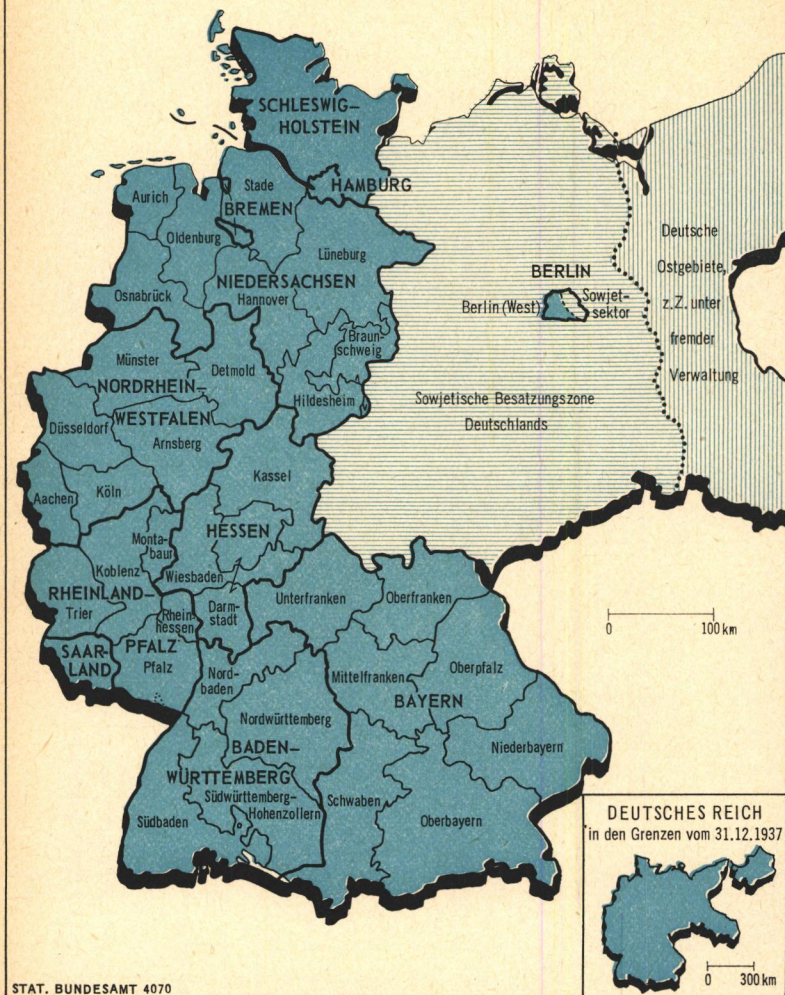 SCHLESWIG-
HOLSTEIN
HAMBURG
Stade
BREMEN
Aurich
Oldenburg
Lüneburg
NIEDERSACHSEN
Hannover
Osnabrück
Braun-
schweig
Hildesheim
Münster
Detmold
NORDRHEIN-
WESTFALEN
Düsseldorf
Arnsberg
Aachen
Köln
Kassel
HESSEN
Wiesbaden
Darm-
stadt
Monta-
baur
Koblenz
RHEINLAND-
Trier
Rhein-
hessen
PFALZ
Pfalz
SAAR-
LAND
Unterfranken
Oberfranken
Mittelfranken
Oberpfalz
BAYERN
Niederbayern
Schwaben
Oberbayern
Nord-
baden
Nordwürttemberg
BADEN-
WÜRTTEMBERG
Südwürttemberg-
Hohenzollern
Südbaden
BERLIN
Berlin (West)
Sowjet-
sektor
Sowjetische Besatzungszone
Deutschlands
Deutsche
Ostgebiete,
z.Z. unter
fremder
Verwaltung
0 100 km
DEUTSCHES REICH
in den Grenzen vom 31.12.1937
0 300 km
STAT. BUNDESAMT 4070